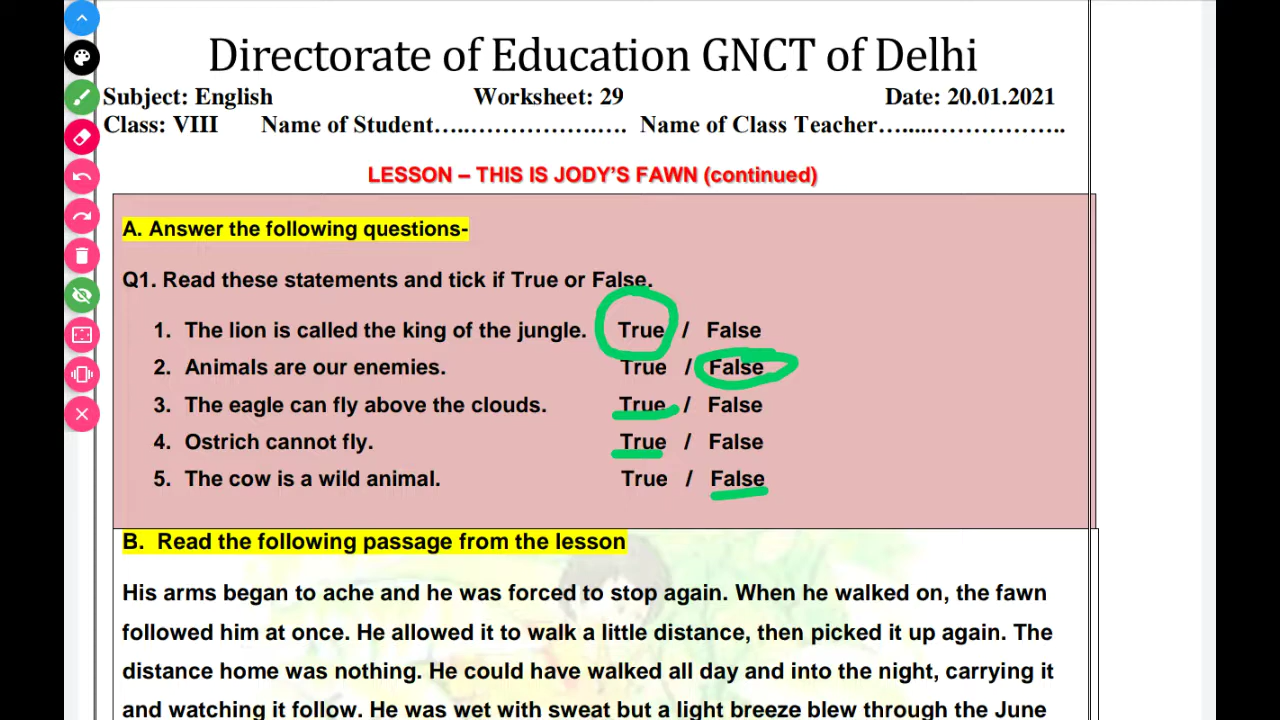 Directorate of Education GNCT of Delhi
Subject: English Worksheet: 29 Date: 20.01.2021
Class: VIII Name of Student…..…………….…. Name of Class Teacher….....……………..
LESSON – THIS IS JODY'S FAWN (continued)
A. Answer the following questions-
Q1. Read these statements and tick if True or False.
1. The lion is called the king of the jungle. True / False
2. Animals are our enemies. True / False
3. The eagle can fly above the clouds. True / False
4. Ostrich cannot fly. True / False
5. The cow is a wild animal. True / False
B. Read the following passage from the lesson
His arms began to ache and he was forced to stop again. When he walked on, the fawn
followed him at once. He allowed it to walk a little distance, then picked it up again. The
distance home was nothing. He could have walked all day and into the night, carrying it
and watching it follow. He was wet with sweat but a light breeze blew through the June